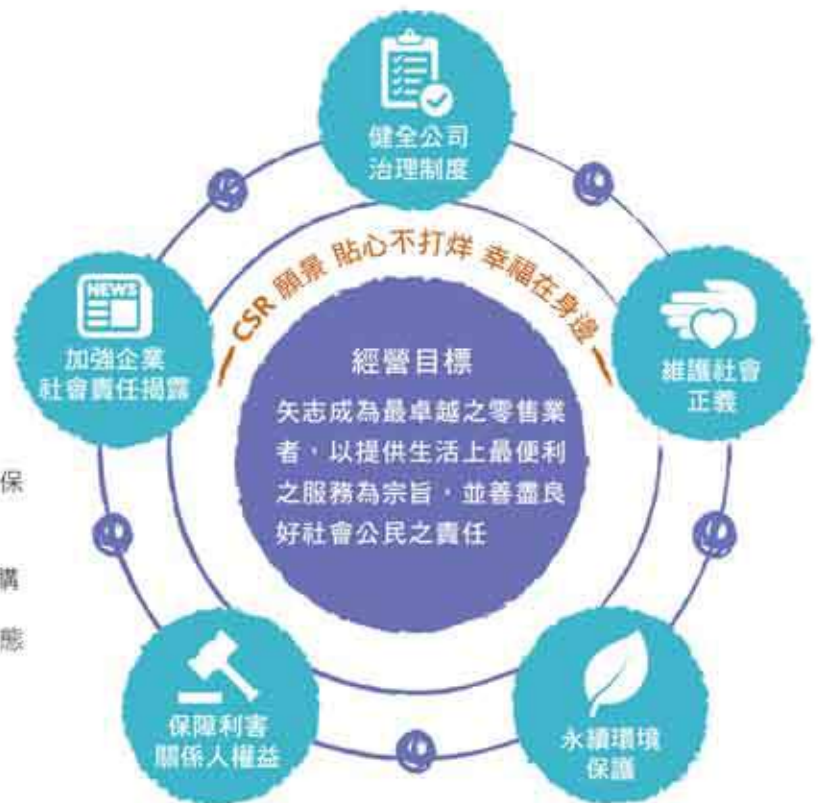 健全公司
治理制度
CSR 願景 貼心不打烊 幸福在身邊
NEWS
加強企業
社會責任揭露
維護社會
正義
經營目標
矢志成為最卓越之零售業
者，以提供生活上最便利
之服務為宗旨，並善盡良
好社會公民之責任
保
購
態
保障利害
關係人權益
永續環境
保護